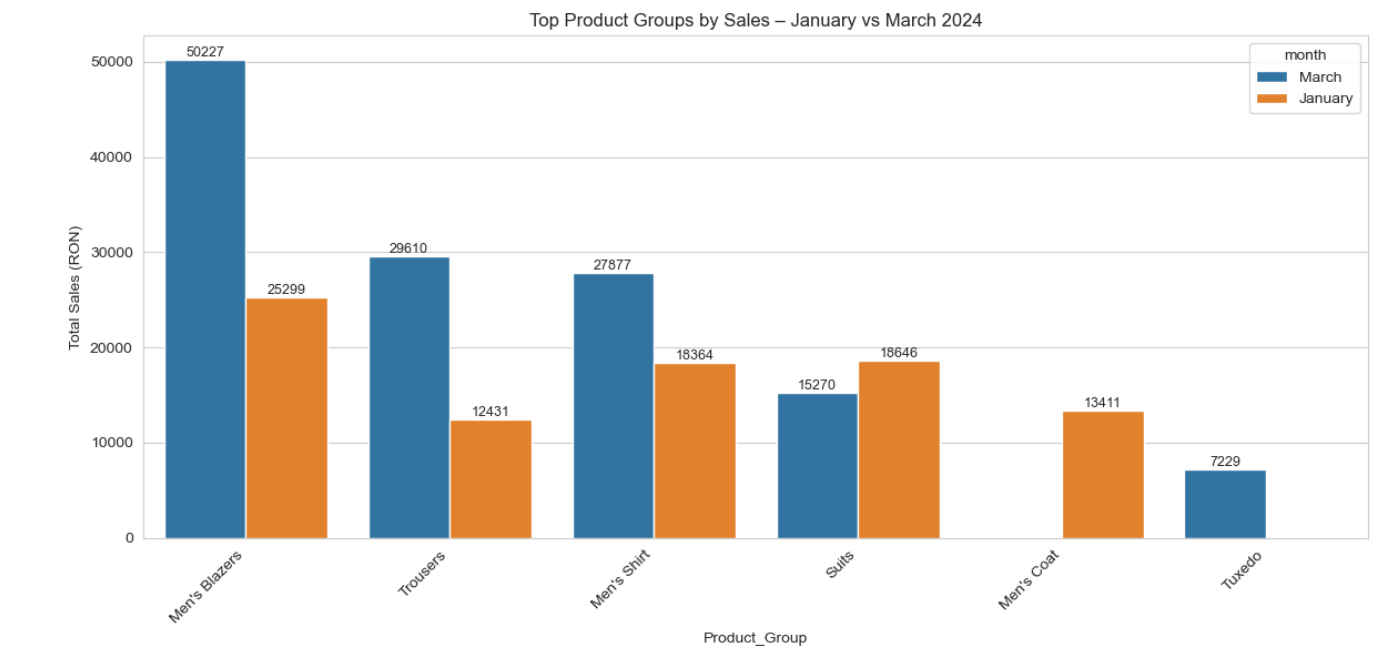 Top Product Groups by Sales – January vs March 2024
month
March
January
Total Sales (RON)
50000
40000
30000
20000
10000
0
50227
25299
29610
12431
27877
18364
15270
18646
13411
7229
Men's Blazers
Trousers
Men's Shirt
Suits
Men's Coat
Tuxedo
Product_Group